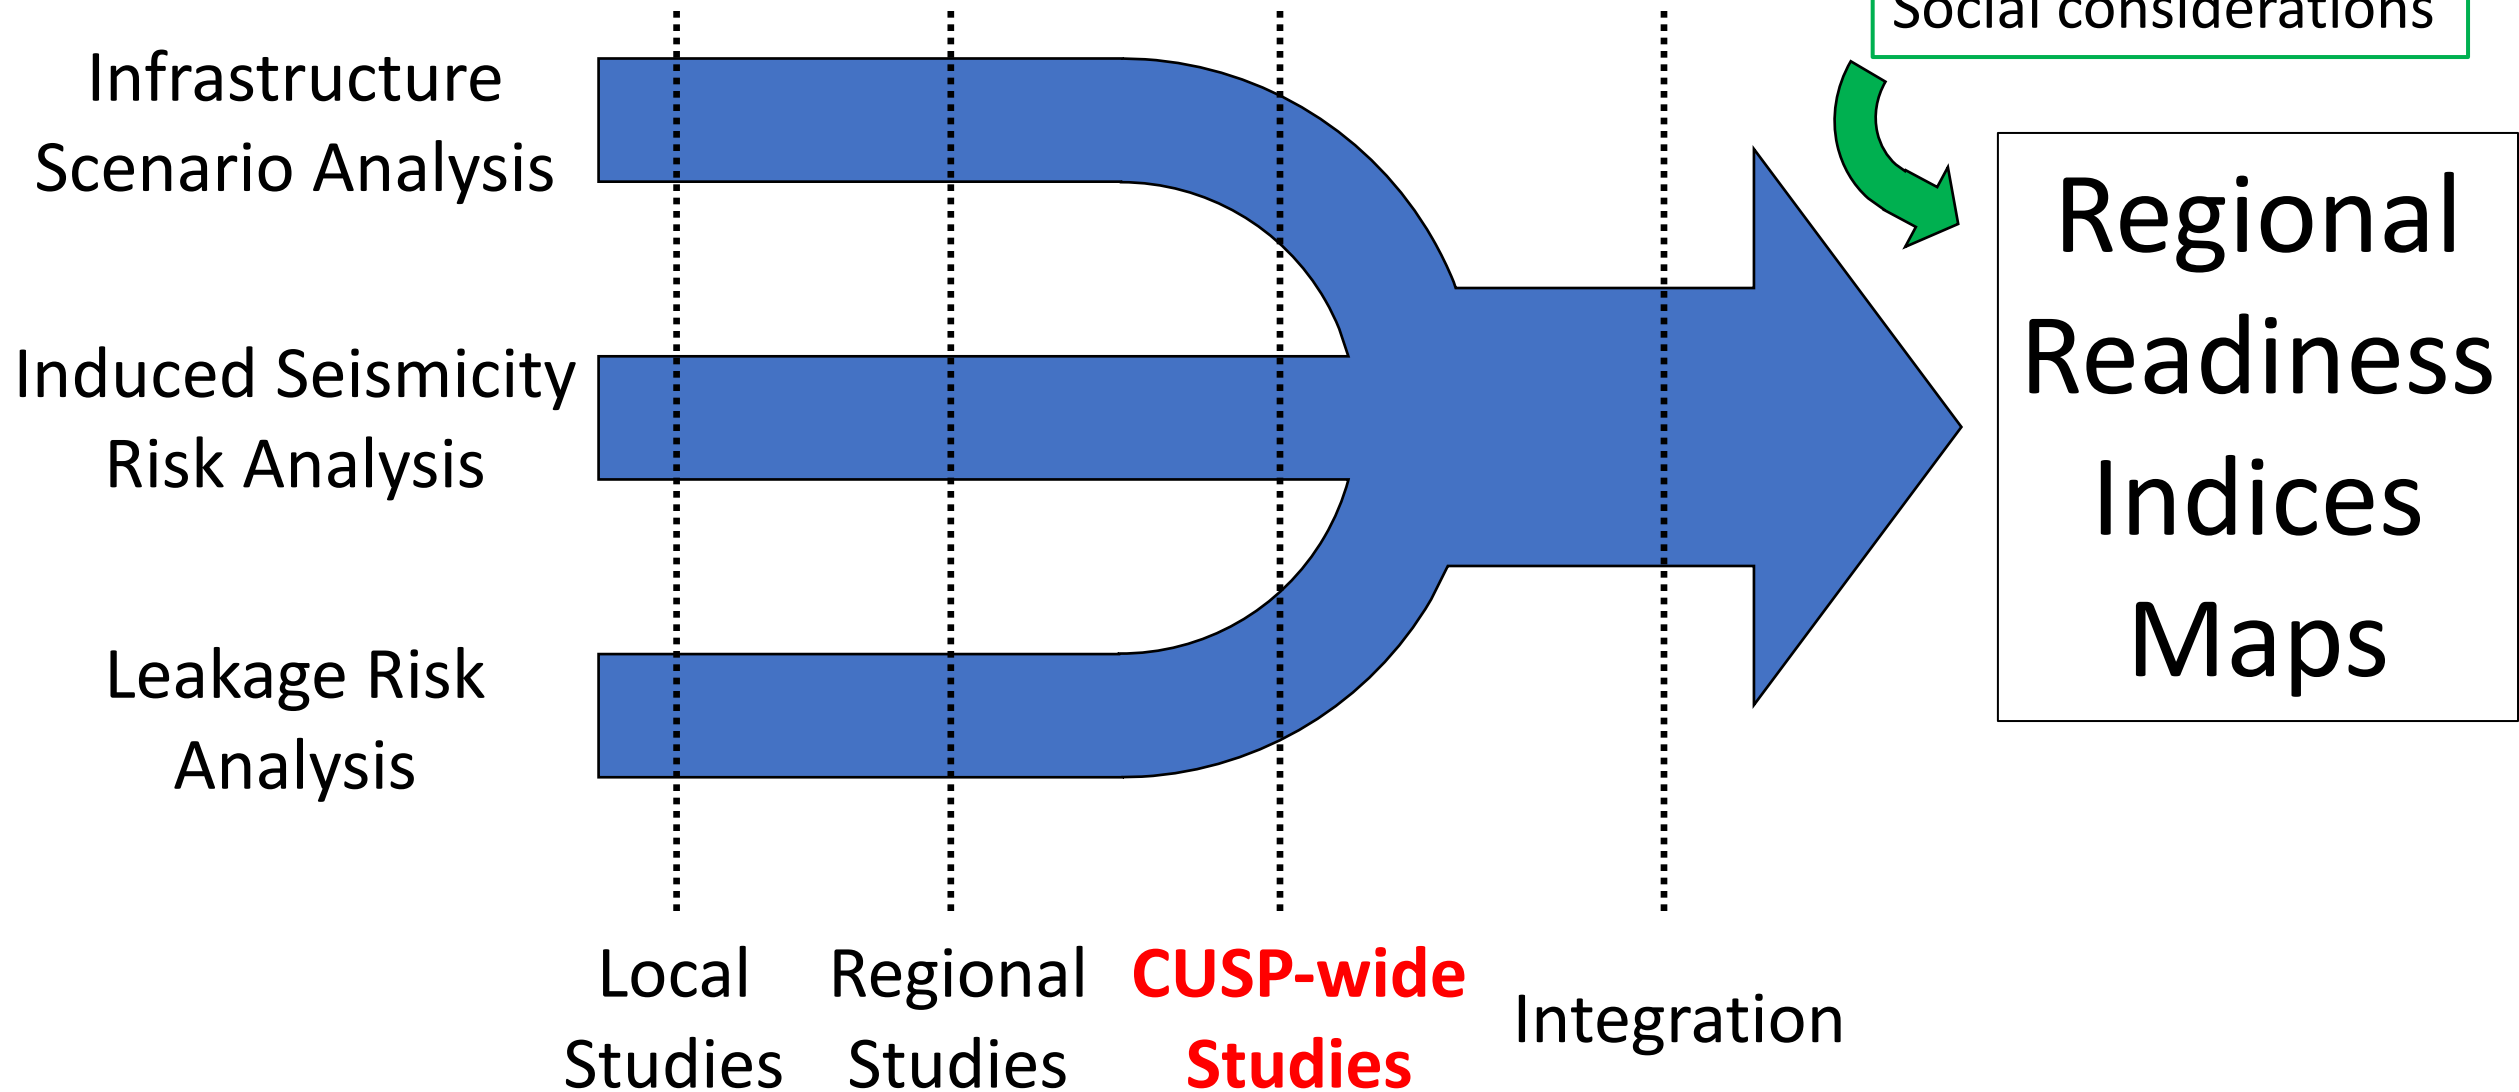 Social considerations
Infrastructure
Scenario Analysis
Induced Seismicity
Risk Analysis
Leakage Risk
Analysis
Regional
Readiness
Indices
Maps
Local
Studies
Regional
Studies
CUSP-wide
Studies
Integration